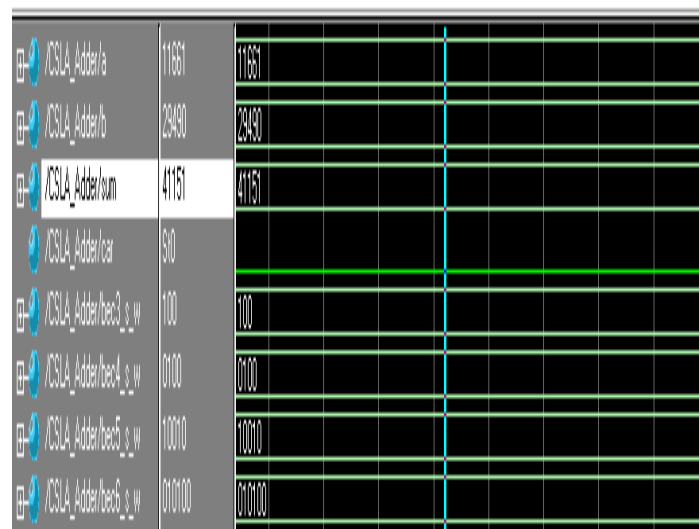 /CSLA_Adder/a 11661 11661
/CSLA_Adder/b 29490 29490
/CSLA_Adder/sum 41151 41151
/CSLA_Adder/car St0
/CSLA_Adder/bec3_s_w 100 100
/CSLA_Adder/bec4_s_w 0100 0100
/CSLA_Adder/bec5_s_w 10010 10010
/CSLA_Adder/bec6_s_w 010100 010100